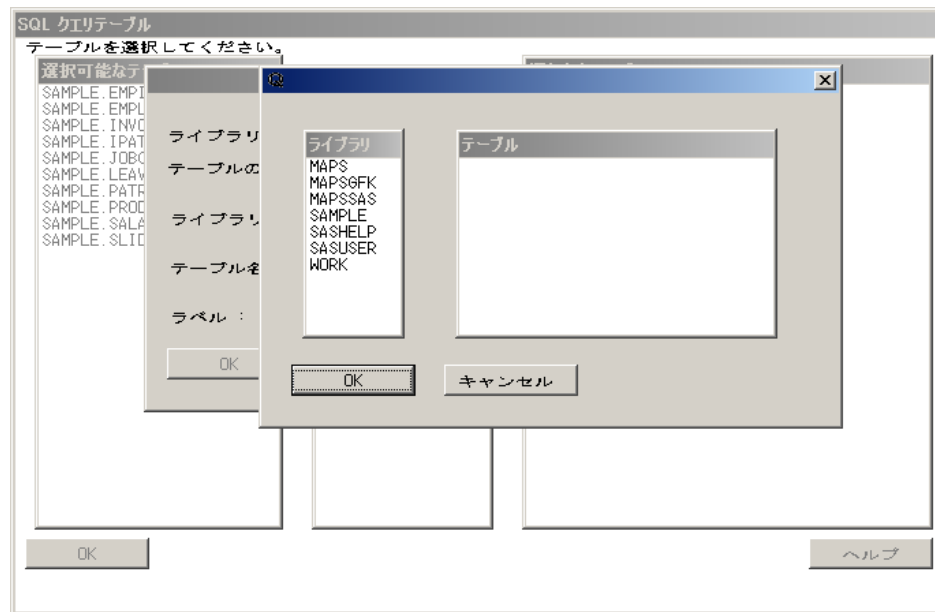 SQL クエリテーブル
テーブルを選択してください。
選択可能なテ
SAMPLE.EMPI
SAMPLE.EMPL
SAMPLE.INVO
SAMPLE.IPAT
SAMPLE.JOBC
SAMPLE.LEAV
SAMPLE.PATR
SAMPLE.PROD
SAMPLE.SALA
SAMPLE.SLID
ライブラリ
テーブルの
ライブラリ
テーブル名
ラベル :
OK
ライブラリ
MAPS
MAPSGFK
MAPSSAS
SAMPLE
SASHELP
SASUSER
WORK
テーブル
OK
キャンセル
OK
ヘルプ